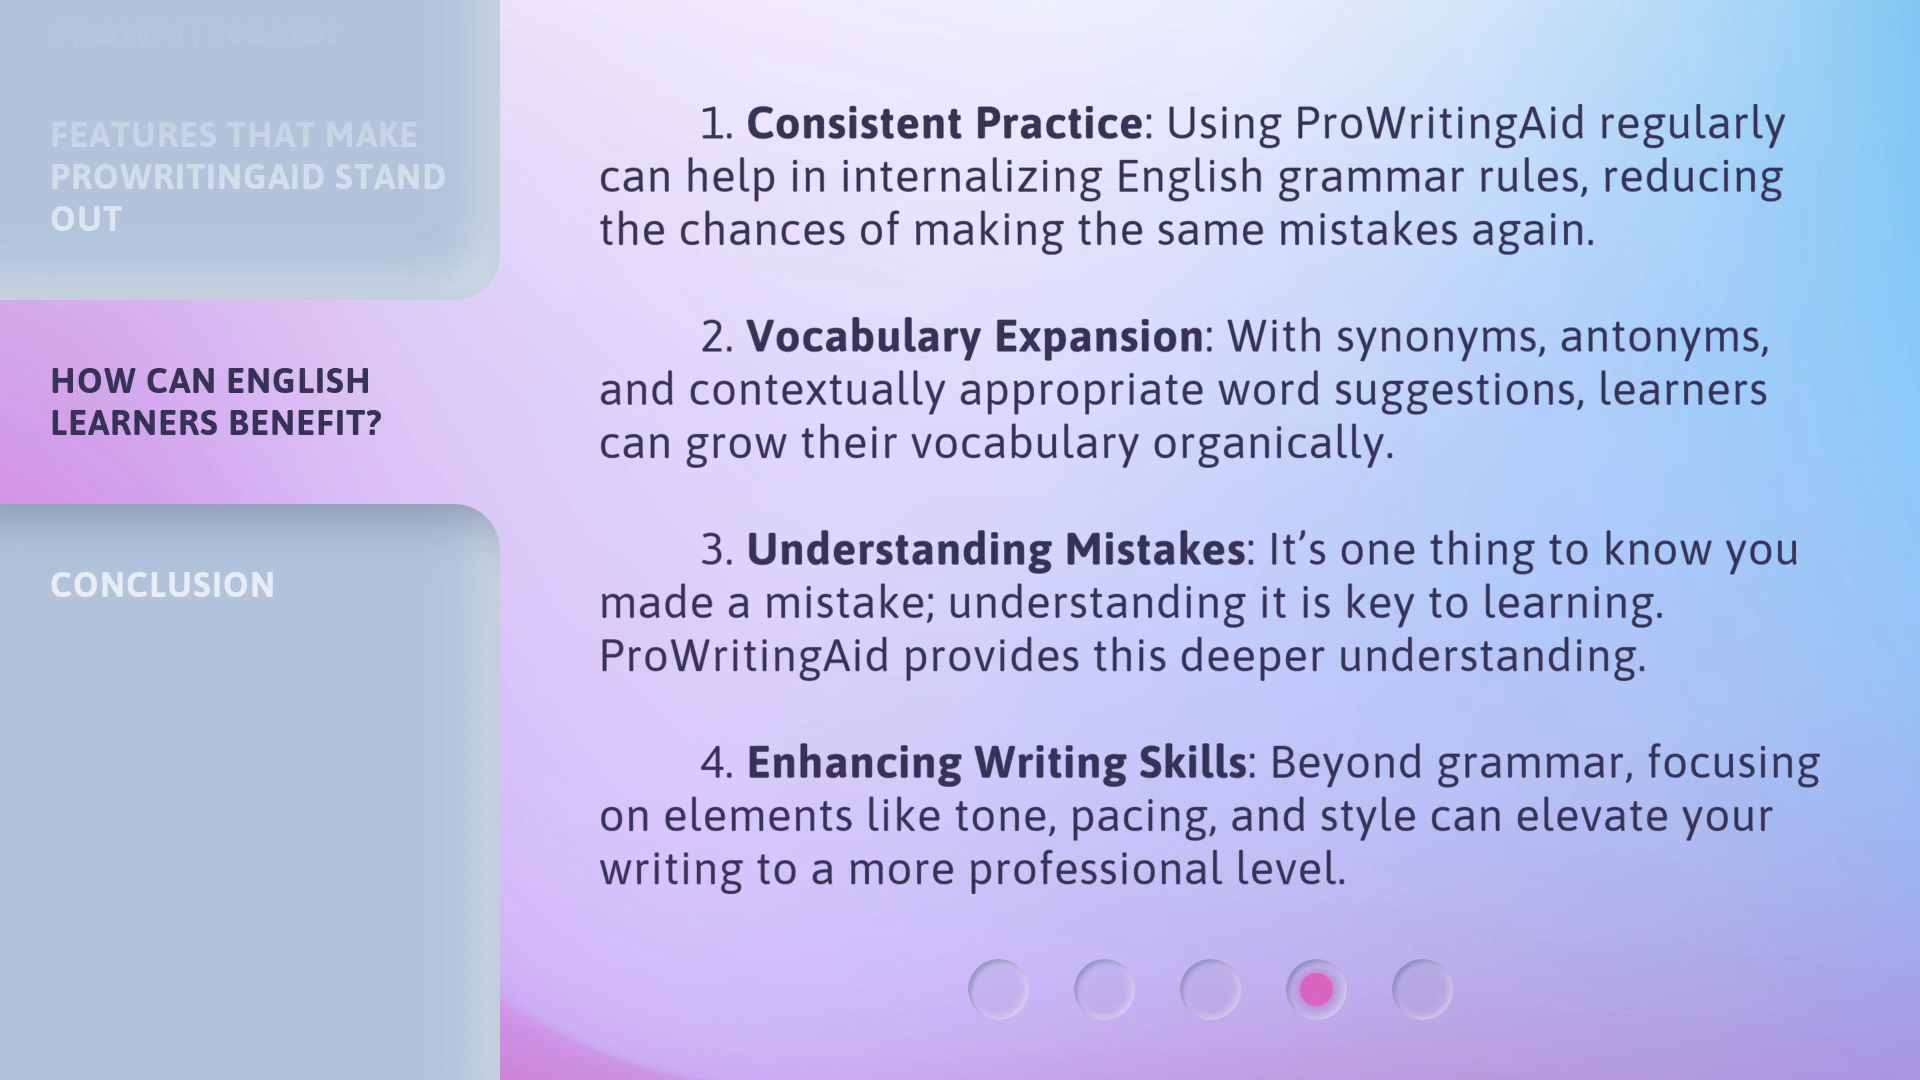 PROWRITINGAID?
FEATURES THAT MAKE
PROWRITINGAID STAND
OUT
HOW CAN ENGLISH
LEARNERS BENEFIT?
CONCLUSION
1. Consistent Practice: Using ProWritingAid regularly
can help in internalizing English grammar rules, reducing
the chances of making the same mistakes again.
2. Vocabulary Expansion: With synonyms, antonyms,
and contextually appropriate word suggestions, learners
can grow their vocabulary organically.
3. Understanding Mistakes: It’s one thing to know you
made a mistake; understanding it is key to learning.
ProWritingAid provides this deeper understanding.
4. Enhancing Writing Skills: Beyond grammar, focusing
on elements like tone, pacing, and style can elevate your
writing to a more professional level.